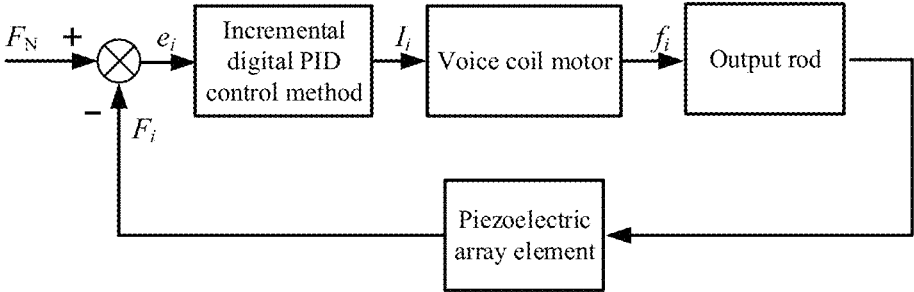 F_N + e_i Incremental digital PID control method I_i Voice coil motor f_i Output rod
− F_i
Piezoelectric
array element